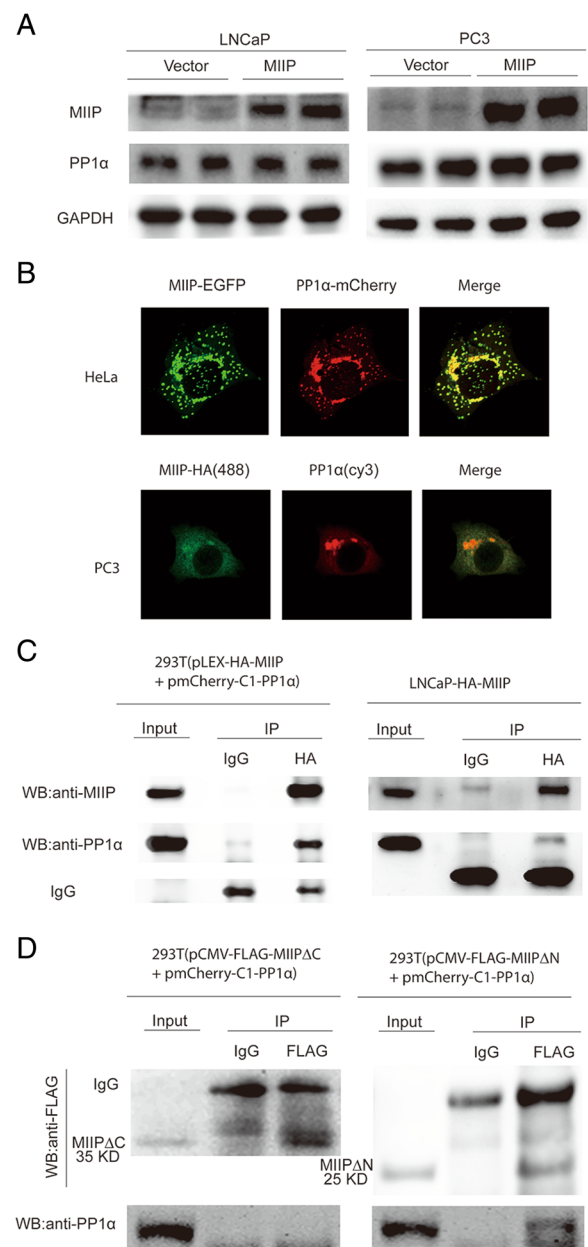 A
LNCaP PC3
Vector MIIP Vector MIIP
MIIP
PP1α
GAPDH
B
MIIP-EGFP PP1α-mCherry Merge
HeLa
MIIP-HA(488) PP1α(cy3) Merge
PC3
C
293T(pLEX-HA-MIIP
+ pmCherry-C1-PP1α)
LNCaP-HA-MIIP
Input IP Input IP
IgG HA IgG HA
WB:anti-MIIP
WB:anti-PP1α
IgG
D
293T(pCMV-FLAG-MIIPΔC
+ pmCherry-C1-PP1α)
293T(pCMV-FLAG-MIIPΔN
+ pmCherry-C1-PP1α)
Input IP Input IP
IgG FLAG IgG FLAG
WB:anti-FLAG
IgG
MIIPΔC
35 KD
MIIPΔN
25 KD
WB:anti-PP1α